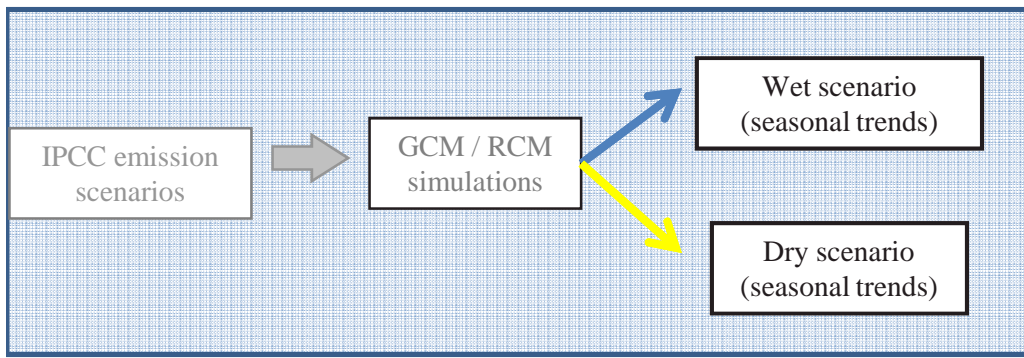 IPCC emission
scenarios
GCM / RCM
simulations
Wet scenario
(seasonal trends)
Dry scenario
(seasonal trends)